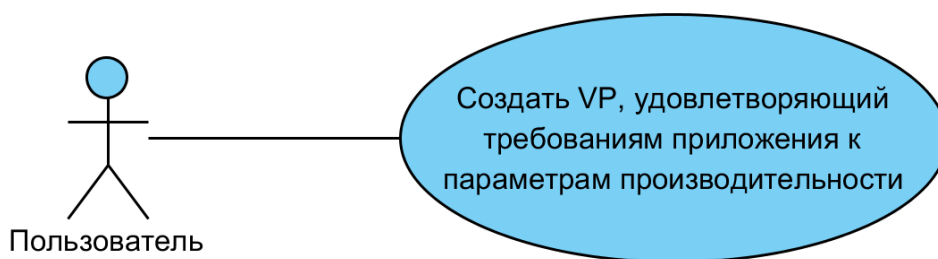 Создать VP, удовлетворяющий
требованиям приложения к
параметрам производительности
Пользователь